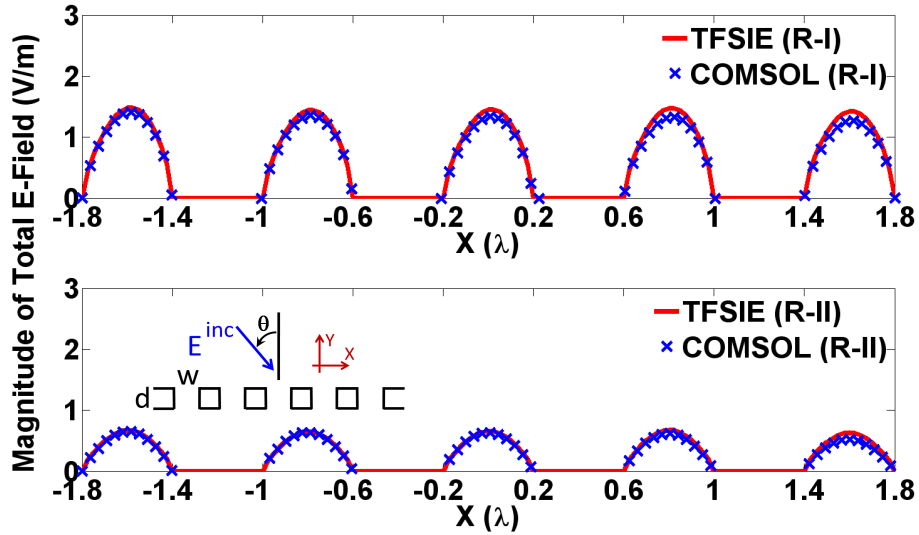 Magnitude of Total E-Field (V/m)
3
2
1
0
TFSIE (R-I)
COMSOL (R-I)
-1.8 -1.4 -1 -0.6 -0.2 0.2 0.6 1 1.4 1.8
X (λ)
3
2
1
0
TFSIE (R-II)
COMSOL (R-II)
E inc
θ
Y
X
w
d
-1.8 -1.4 -1 -0.6 -0.2 0.2 0.6 1 1.4 1.8
X (λ)